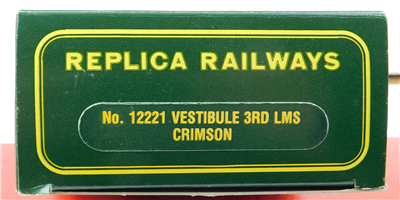 REPLICA RAILWAYS
No. 12221 VESTIBULE 3RD LMS
CRIMSON